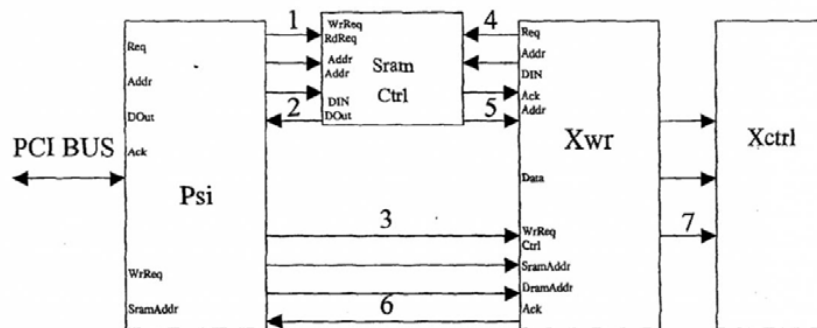 1
4
WrReq
RdReq
Req
Req
Addr
Addr
Addr
Sram
Addr
DIN
Ctrl
Ack
DIN
DOut
2
5
Addr
DOut
Xwr
Xctrl
PCI BUS
Ack
Data
Psi
3
7
WrReq
Ctrl
SramAddr
WrReq
DramAddr
6
SramAddr
Ack